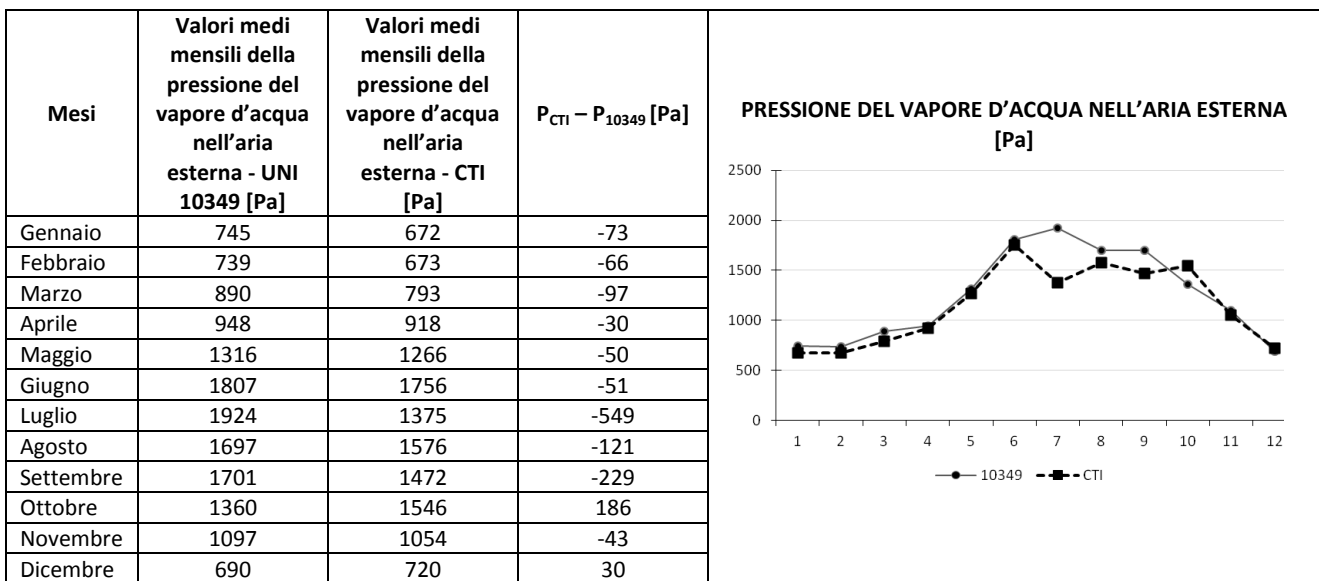 Mesi
Valori medi
mensili della
pressione del
vapore d'acqua
nell'aria
esterna - UNI
10349 [Pa]
Valori medi
mensili della
pressione del
vapore d'acqua
nell'aria
esterna - CTI
[Pa]
P_CTI – P_10349 [Pa]
Gennaio 745 672 -73
Febbraio 739 673 -66
Marzo 890 793 -97
Aprile 948 918 -30
Maggio 1316 1266 -50
Giugno 1807 1756 -51
Luglio 1924 1375 -549
Agosto 1697 1576 -121
Settembre 1701 1472 -229
Ottobre 1360 1546 186
Novembre 1097 1054 -43
Dicembre 690 720 30
PRESSIONE DEL VAPORE D'ACQUA NELL'ARIA ESTERNA
[Pa]
2500
2000
1500
1000
500
0
1 2 3 4 5 6 7 8 9 10 11 12
10349 CTI